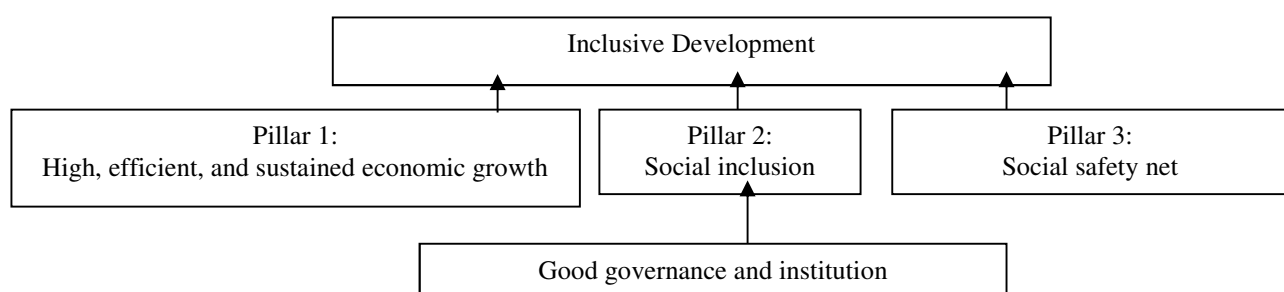 Inclusive Development
Pillar 1:
High, efficient, and sustained economic growth
Pillar 2:
Social inclusion
Pillar 3:
Social safety net
Good governance and institution